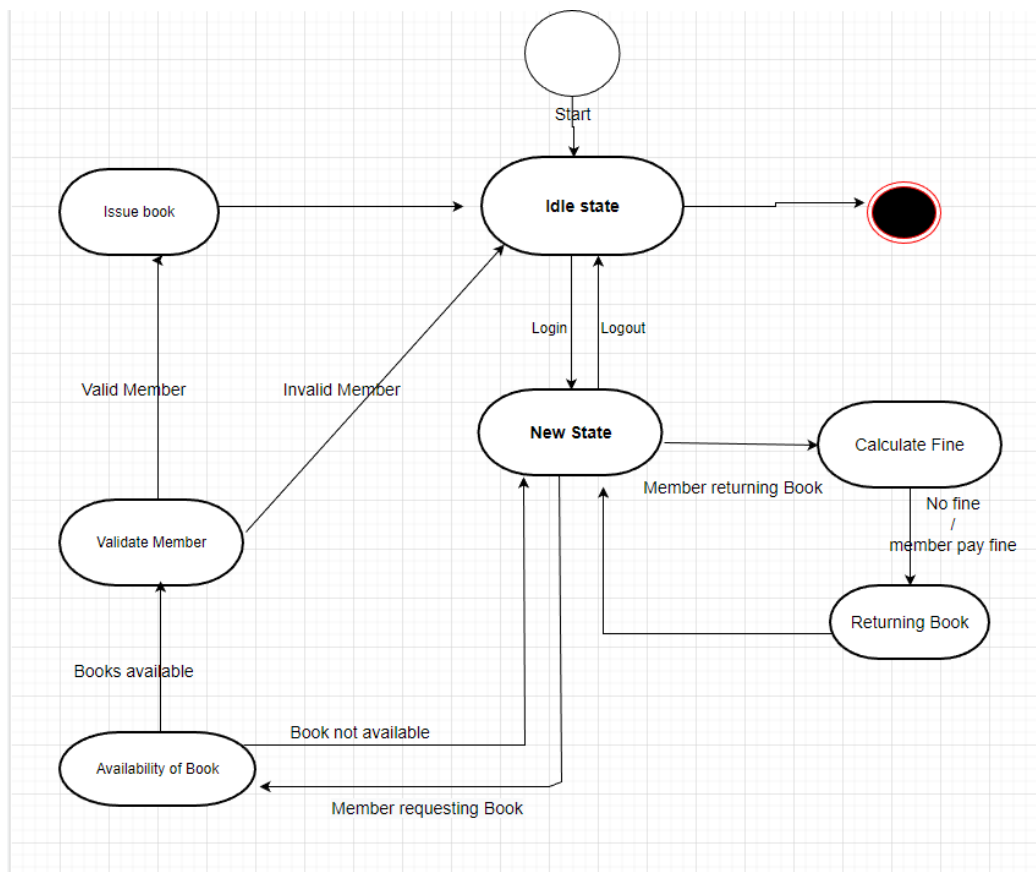 Start
Issue book
Idle state
Login
Logout
Valid Member
Invalid Member
New State
Calculate Fine
Member returning Book
No fine
/
member pay fine
Validate Member
Returning Book
Books available
Book not available
Availability of Book
Member requesting Book